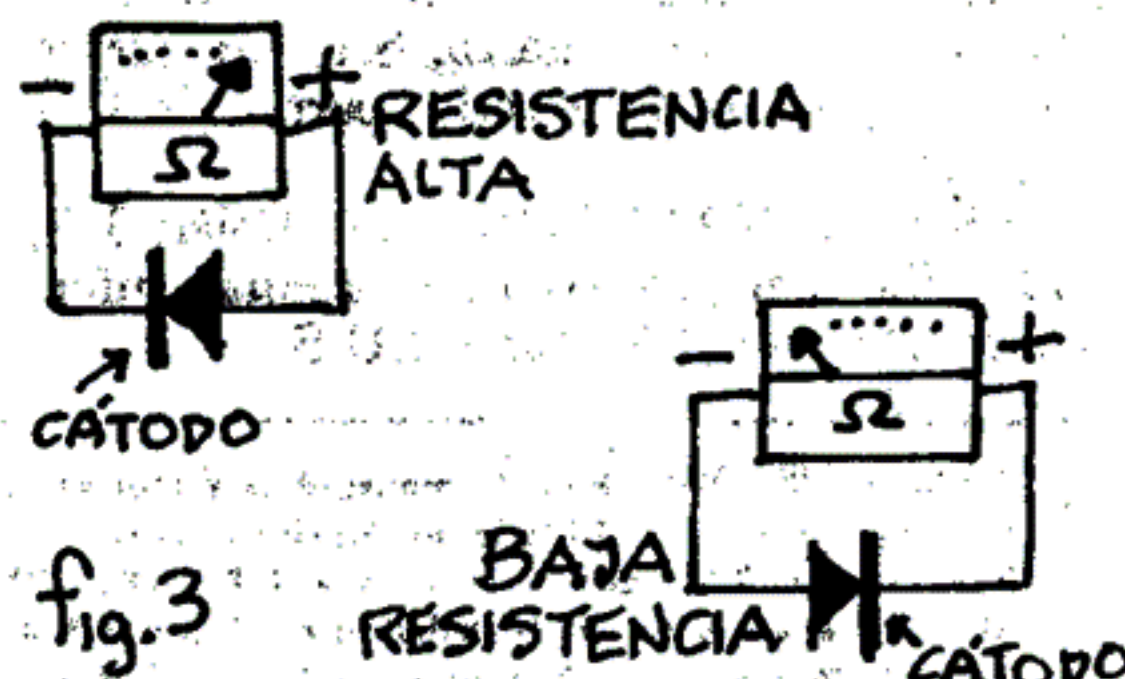 - +
RESISTENCIA
ALTA
Ω
CÁTODO
- +
Ω
BAJA
RESISTENCIA
CÁTODO
fig.3